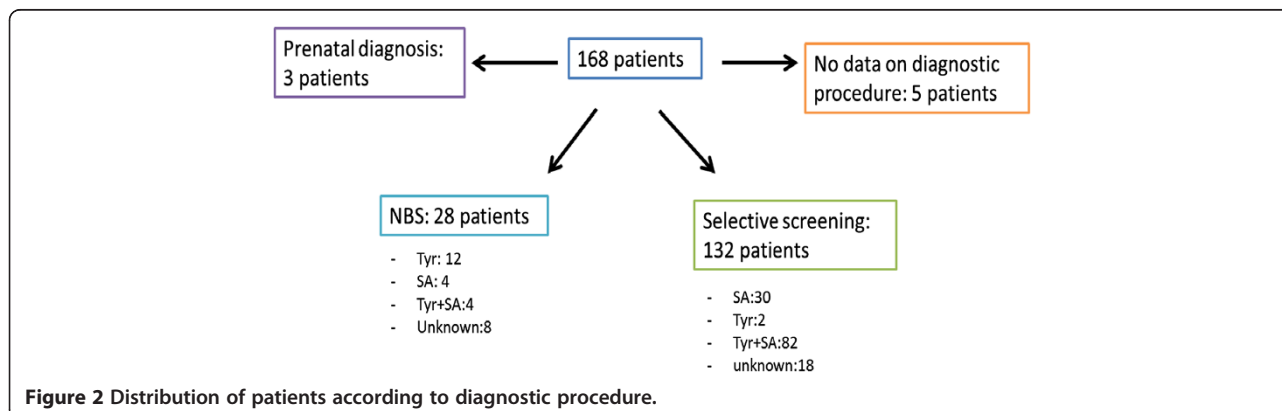 Prenatal diagnosis:
3 patients
168 patients
No data on diagnostic
procedure: 5 patients
NBS: 28 patients
- Tyr: 12
- SA: 4
- Tyr+SA:4
- Unknown:8
Selective screening:
132 patients
- SA:30
- Tyr:2
- Tyr+SA:82
- unknown:18
Figure 2 Distribution of patients according to diagnostic procedure.